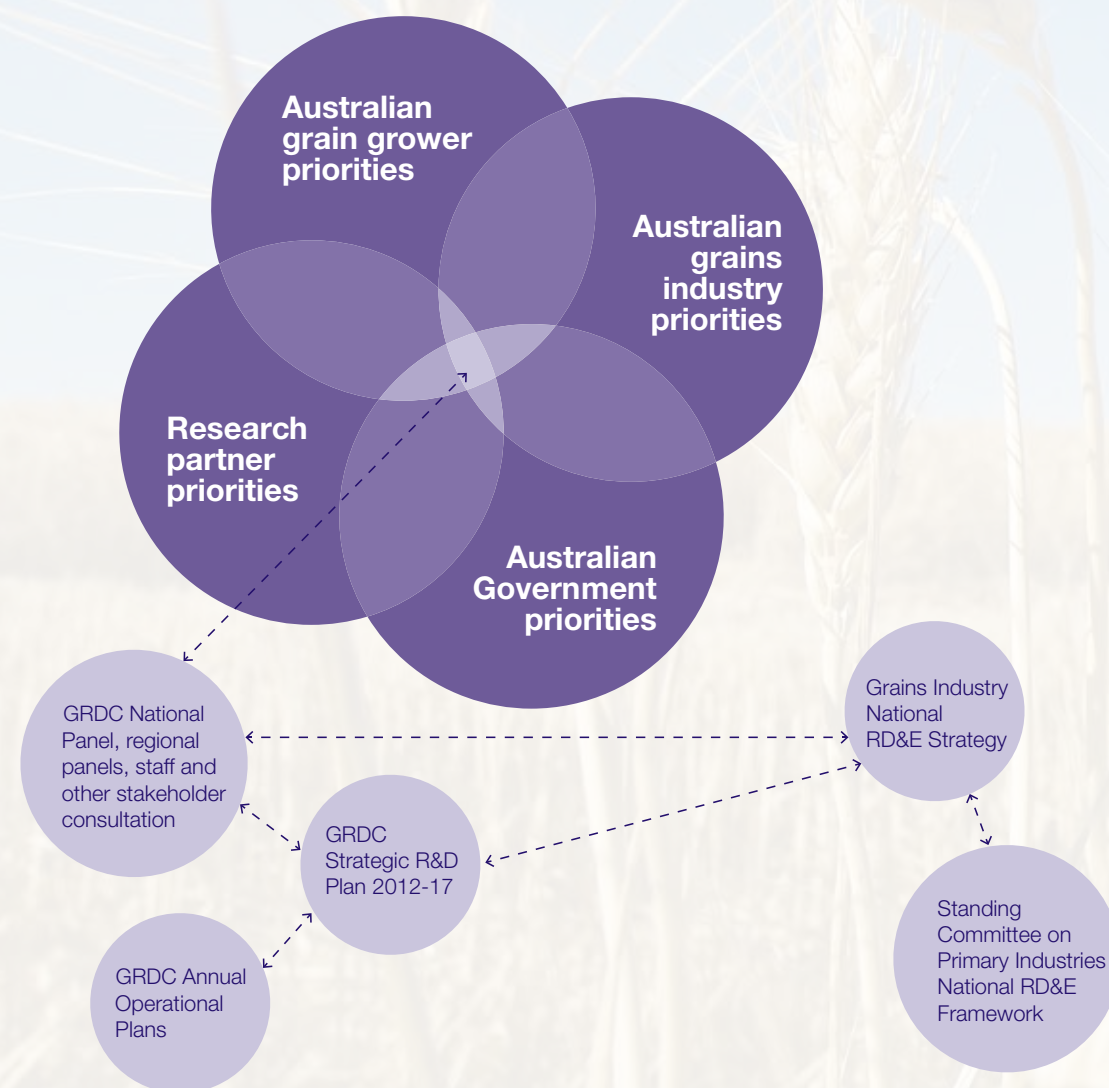 Australian
grain grower
priorities
Australian
grains
industry
priorities
Research
partner
priorities
Australian
Government
priorities
GRDC National
Panel, regional
panels, staff and
other stakeholder
consultation
Grains Industry
National
RD&E Strategy
GRDC
Strategic R&D
Plan 2012-17
Standing
Committee on
Primary Industries
National RD&E
Framework
GRDC Annual
Operational
Plans